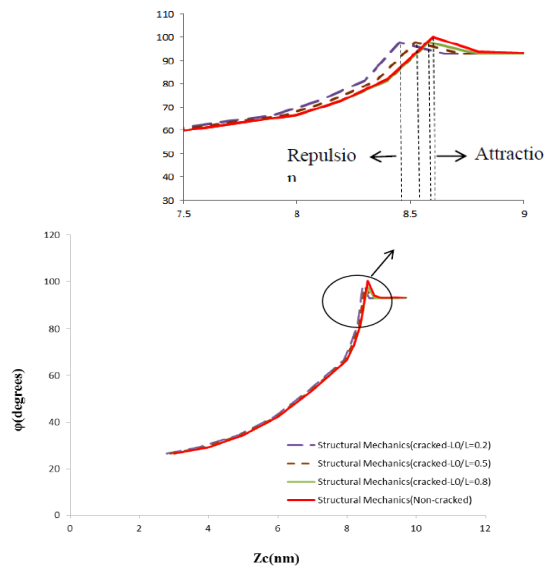 110
100
90
80
70
60
50
40
30
Repulsio
n
Attractio
7.5 8 8.5 9
120
100
80
60
40
20
0
φ(degrees)
Structural Mechanics(cracked-L0/L=0.2)
Structural Mechanics(cracked-L0/L=0.5)
Structural Mechanics(cracked-L0/L=0.8)
Structural Mechanics(Non-cracked)
0 2 4 6 8 10 12
Zc(nm)